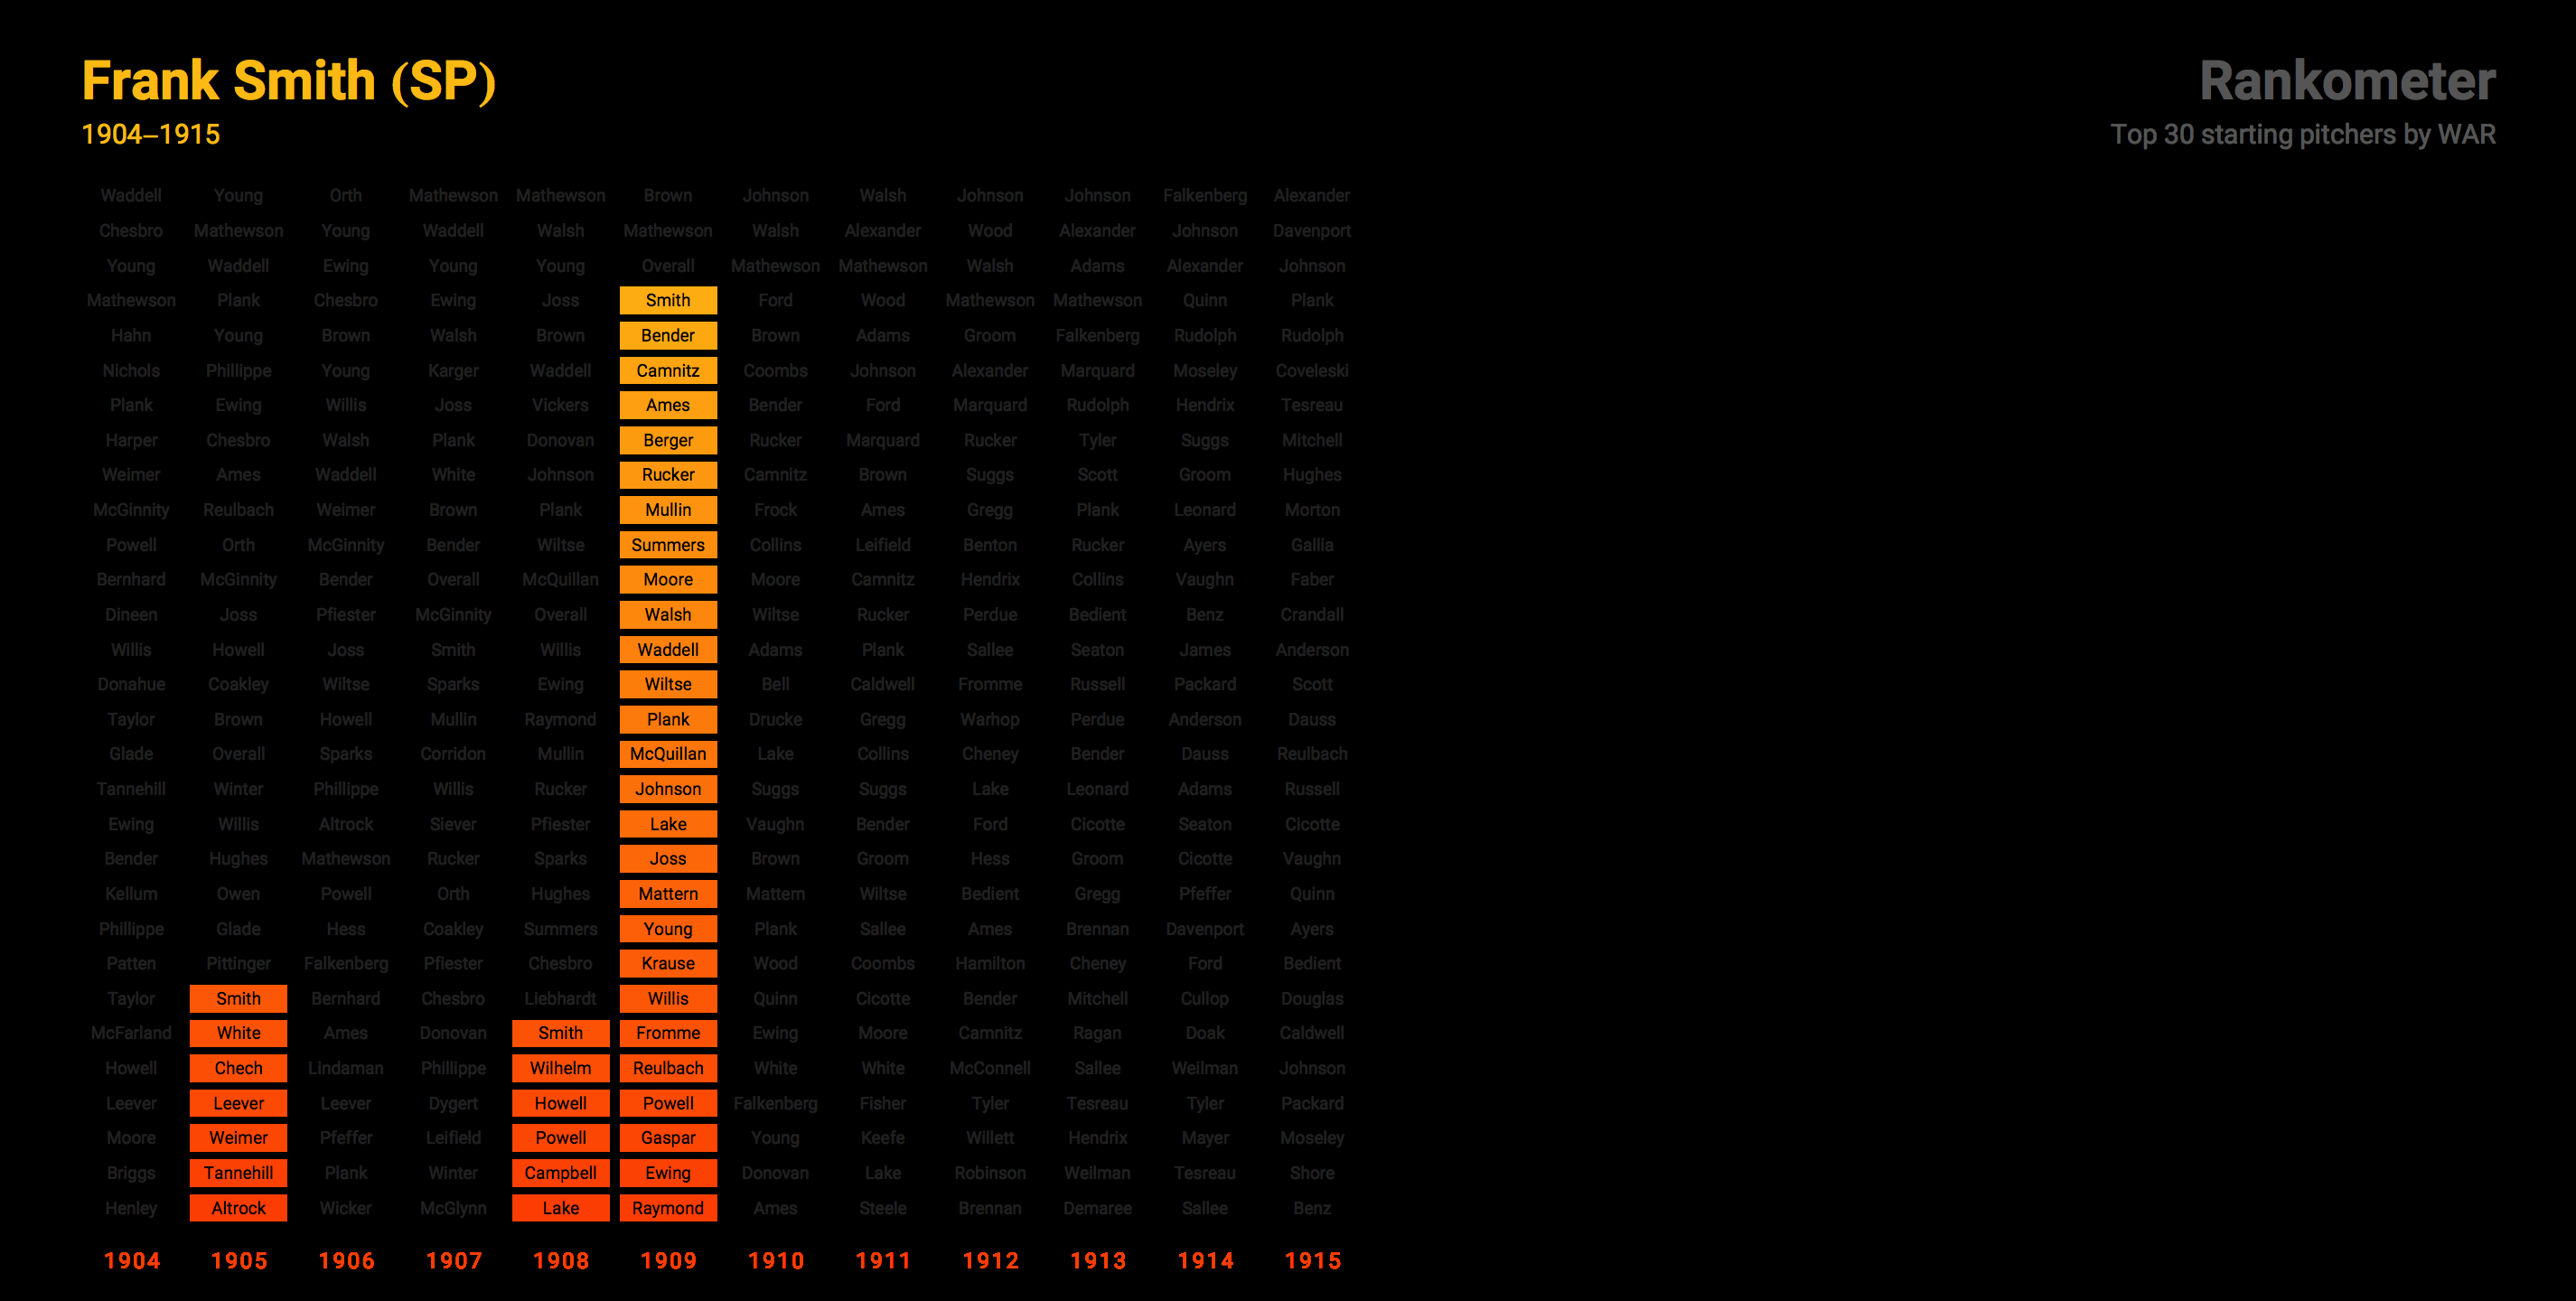 Frank Smith (SP)
1904–1915
Rankometer
Top 30 starting pitchers by WAR
Waddell Young Orth Mathewson Mathewson Brown Johnson Walsh Johnson Johnson Falkenberg Alexander
Chesbro Mathewson Young Waddell Walsh Mathewson Walsh Alexander Wood Alexander Johnson Davenport
Young Waddell Ewing Young Young Overall Mathewson Mathewson Walsh Adams Alexander Johnson
Mathewson Plank Chesbro Ewing Joss Smith Ford Wood Mathewson Mathewson Quinn Plank
Hahn Young Brown Walsh Brown Bender Brown Adams Groom Falkenberg Rudolph Rudolph
Nichols Phillippe Young Karger Waddell Camnitz Coombs Johnson Alexander Marquard Moseley Coveleski
Plank Ewing Willis Joss Vickers Ames Bender Ford Marquard Rudolph Hendrix Tesreau
Harper Chesbro Walsh Plank Donovan Berger Rucker Marquard Rucker Tyler Suggs Mitchell
Weimer Ames Waddell White Johnson Rucker Camnitz Brown Suggs Scott Groom Hughes
McGinnity Reulbach Weimer Brown Plank Mullin Frock Ames Gregg Plank Leonard Morton
Powell Orth McGinnity Bender Wiltse Summers Collins Leifield Benton Rucker Ayers Gallia
Bernhard McGinnity Bender Overall McQuillan Moore Moore Camnitz Hendrix Collins Vaughn Faber
Dineen Joss Pfiester McGinnity Overall Walsh Wiltse Rucker Perdue Bedient Benz Crandall
Willis Howell Joss Smith Willis Waddell Adams Plank Sallee Seaton James Anderson
Donahue Coakley Wiltse Sparks Ewing Wiltse Bell Caldwell Fromme Russell Packard Scott
Taylor Brown Howell Mullin Raymond Plank Drucke Gregg Warhop Perdue Anderson Dauss
Glade Overall Sparks Corridon Mullin McQuillan Lake Collins Cheney Bender Dauss Reulbach
Tannehill Winter Phillippe Willis Rucker Johnson Suggs Suggs Lake Leonard Adams Russell
Ewing Willis Altrock Siever Pfiester Lake Vaughn Bender Ford Cicotte Seaton Cicotte
Bender Hughes Mathewson Rucker Sparks Joss Brown Groom Hess Groom Cicotte Vaughn
Kellum Owen Powell Orth Hughes Mattern Mattern Wiltse Bedient Gregg Pfeffer Quinn
Phillippe Glade Hess Coakley Summers Young Plank Sallee Ames Brennan Davenport Ayers
Patten Pittinger Falkenberg Pfiester Chesbro Krause Wood Coombs Hamilton Cheney Ford Bedient
Taylor Smith Bernhard Chesbro Liebhardt Willis Quinn Cicotte Bender Mitchell Cullop Douglas
McFarland White Ames Donovan Smith Fromme Ewing Moore Camnitz Ragan Doak Caldwell
Howell Chech Lindaman Phillippe Wilhelm Reulbach White White McConnell Sallee Weilman Johnson
Leever Leever Leever Dygert Howell Powell Falkenberg Fisher Tyler Tesreau Tyler Packard
Moore Weimer Pfeffer Leifield Powell Gaspar Young Keefe Willett Hendrix Mayer Moseley
Briggs Tannehill Plank Winter Campbell Ewing Donovan Lake Robinson Weilman Tesreau Shore
Henley Altrock Wicker McGlynn Lake Raymond Ames Steele Brennan Demaree Sallee Benz
1904 1905 1906 1907 1908 1909 1910 1911 1912 1913 1914 1915